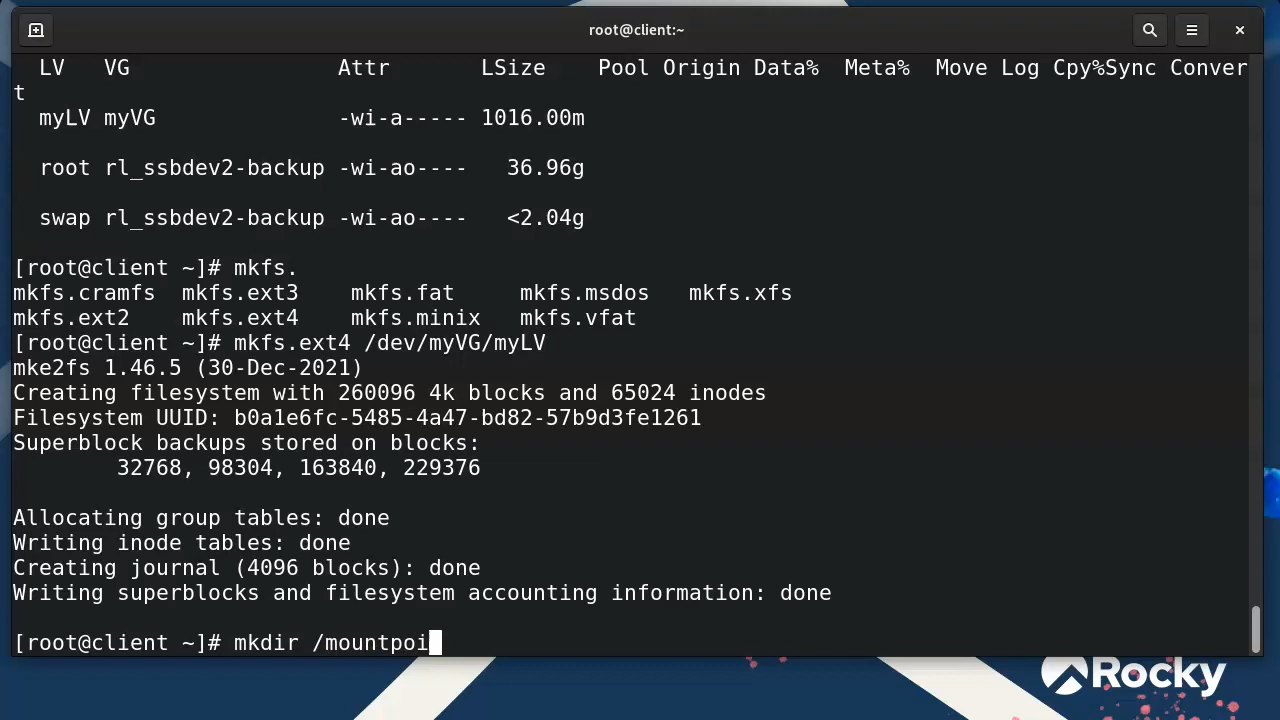 root@client:~
LV VG Attr LSize Pool Origin Data% Meta% Move Log Cpy%Sync Conver
t
myLV myVG -wi-a----- 1016.00m
root rl_ssbdev2-backup -wi-ao---- 36.96g
swap rl_ssbdev2-backup -wi-ao---- <2.04g
[root@client ~]# mkfs.
mkfs.cramfs mkfs.ext3 mkfs.fat mkfs.msdos mkfs.xfs
mkfs.ext2 mkfs.ext4 mkfs.minix mkfs.vfat
[root@client ~]# mkfs.ext4 /dev/myVG/myLV
mke2fs 1.46.5 (30-Dec-2021)
Creating filesystem with 260096 4k blocks and 65024 inodes
Filesystem UUID: b0a1e6fc-5485-4a47-bd82-57b9d3fe1261
Superblock backups stored on blocks:
32768, 98304, 163840, 229376
Allocating group tables: done
Writing inode tables: done
Creating journal (4096 blocks): done
Writing superblocks and filesystem accounting information: done
[root@client ~]# mkdir /mountpoi
Rocky